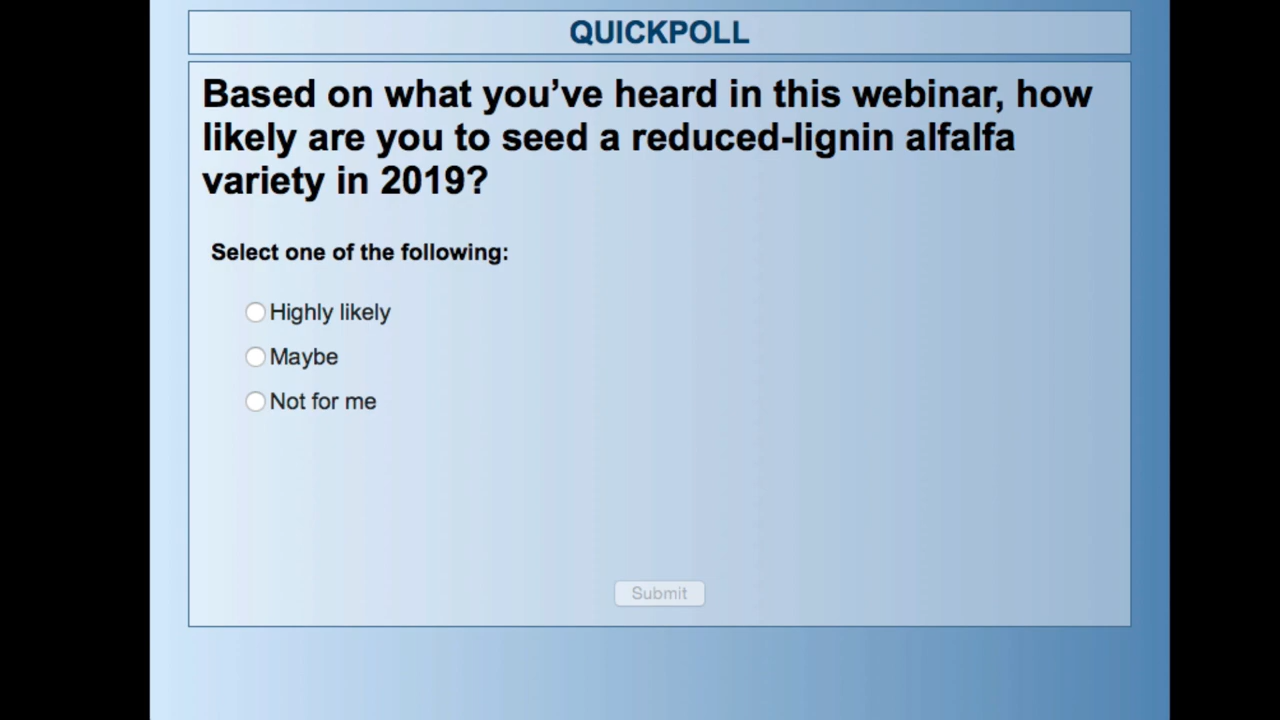 QUICKPOLL
Based on what you’ve heard in this webinar, how
likely are you to seed a reduced-lignin alfalfa
variety in 2019?
Select one of the following:
Highly likely
Maybe
Not for me
Submit